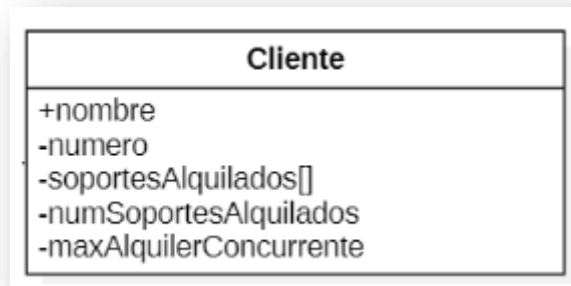 Cliente
+nombre
-numero
-soportesAlquilados[]
-numSoportesAlquilados
-maxAlquilerConcurrente